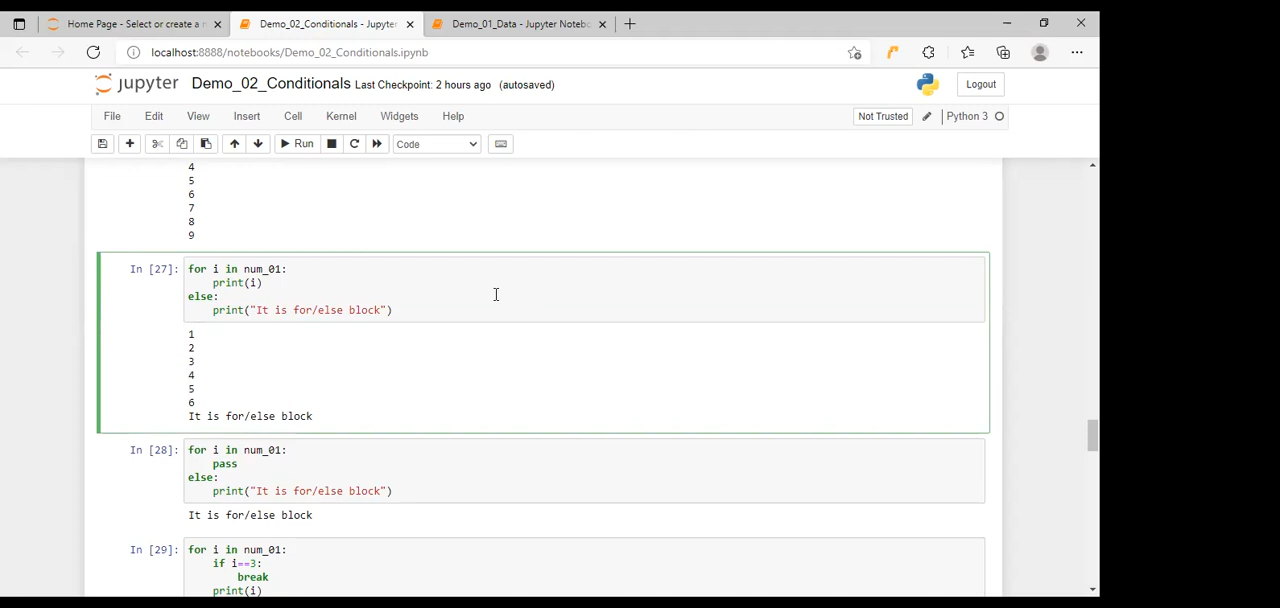 Home Page - Select or create a n
Demo_02_Conditionals - Jupyter
Demo_01_Data - Jupyter Notebo
localhost:8888/notebooks/Demo_02_Conditionals.ipynb
jupyter Demo_02_Conditionals Last Checkpoint: 2 hours ago (autosaved)
Logout
File Edit View Insert Cell Kernel Widgets Help
Not Trusted
Python 3
Run
Code
4
5
6
7
8
9
In [27]: for i in num_01:
print(i)
else:
print("It is for/else block")
1
2
3
4
5
6
It is for/else block
In [28]: for i in num_01:
pass
else:
print("It is for/else block")
It is for/else block
In [29]: for i in num_01:
if i==3:
break
print(i)